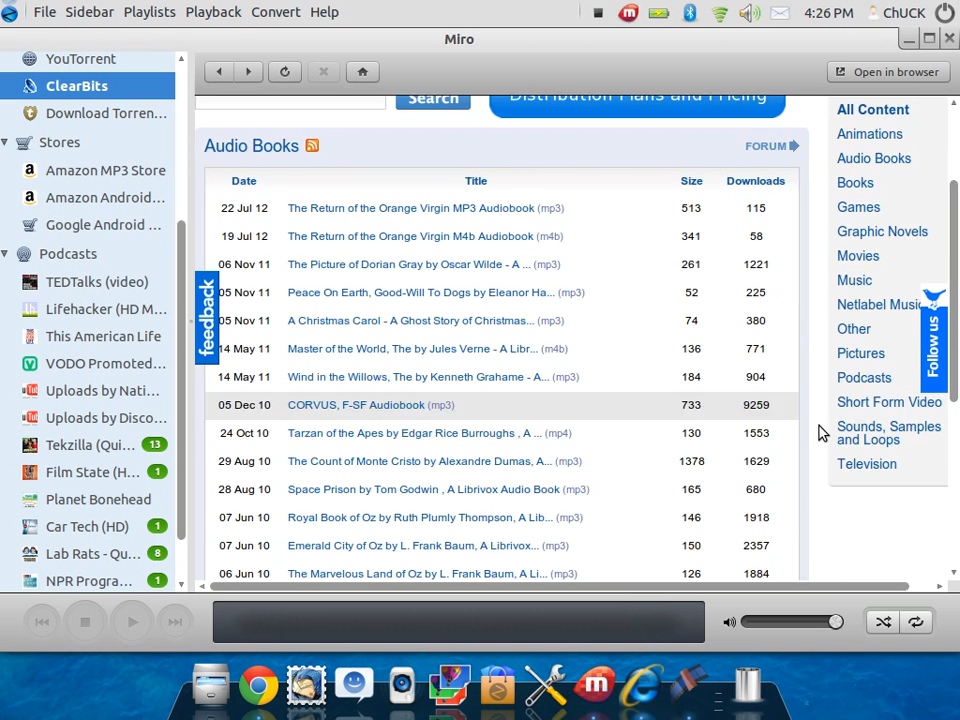 File Sidebar Playlists Playback Convert Help 4:26 PM ChUCK
Miro
YouTorrent
ClearBits
Download Torren...
Stores
Amazon MP3 Store
Amazon Android...
Google Android ...
Podcasts
TEDTalks (video)
Lifehacker (HD M...
This American Life
VODO Promoted...
Uploads by Nati...
Uploads by Disco...
Tekzilla (Qui... 13
Film State (H... 1
Planet Bonehead
Car Tech (HD) 1
Lab Rats - Qu... 8
NPR Progra... 1
Open in browser
Search
Distribution Plans and Pricing
Audio Books FORUM
Date Title Size Downloads
22 Jul 12 The Return of the Orange Virgin MP3 Audiobook (mp3) 513 115
19 Jul 12 The Return of the Orange Virgin M4b Audiobook (m4b) 341 58
06 Nov 11 The Picture of Dorian Gray by Oscar Wilde - A ... (mp3) 261 1221
05 Nov 11 Peace On Earth, Good-Will To Dogs by Eleanor Ha... (mp3) 52 225
05 Nov 11 A Christmas Carol - A Ghost Story of Christmas... (mp3) 74 380
14 May 11 Master of the World, The by Jules Verne - A Libr... (m4b) 136 771
14 May 11 Wind in the Willows, The by Kenneth Grahame - A... (mp3) 184 904
05 Dec 10 CORVUS, F-SF Audiobook (mp3) 733 9259
24 Oct 10 Tarzan of the Apes by Edgar Rice Burroughs , A ... (mp4) 130 1553
29 Aug 10 The Count of Monte Cristo by Alexandre Dumas, A... (mp3) 1378 1629
28 Aug 10 Space Prison by Tom Godwin , A Librivox Audio Book (mp3) 165 680
07 Jun 10 Royal Book of Oz by Ruth Plumly Thompson, A Lib... (mp3) 146 1918
07 Jun 10 Emerald City of Oz by L. Frank Baum, A Librivox... (mp3) 150 2357
06 Jun 10 The Marvelous Land of Oz by L. Frank Baum, A Li... (mp3) 126 1884
feedback
All Content
Animations
Audio Books
Books
Games
Graphic Novels
Movies
Music
Netlabel Music
Other
Pictures
Podcasts
Short Form Video
Sounds, Samples
and Loops
Television
Follow us